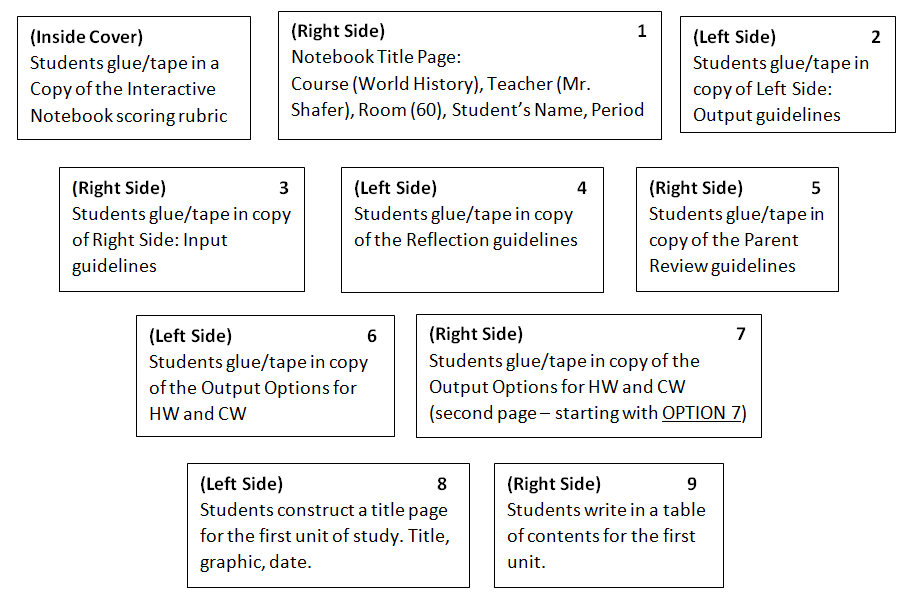 (Inside Cover)
Students glue/tape in a
Copy of the Interactive
Notebook scoring rubric
(Right Side) 1
Notebook Title Page:
Course (World History), Teacher (Mr.
Shafer), Room (60), Student's Name, Period
(Left Side) 2
Students glue/tape in
copy of Left Side:
Output guidelines
(Right Side) 3
Students glue/tape in copy
of Right Side: Input
guidelines
(Left Side) 4
Students glue/tape in copy
of the Reflection guidelines
(Right Side) 5
Students glue/tape in
copy of the Parent
Review guidelines
(Left Side) 6
Students glue/tape in copy
of the Output Options for
HW and CW
(Right Side) 7
Students glue/tape in copy of the
Output Options for HW and CW
(second page – starting with OPTION 7)
(Left Side) 8
Students construct a title page
for the first unit of study. Title,
graphic, date.
(Right Side) 9
Students write in a table
of contents for the first
unit.